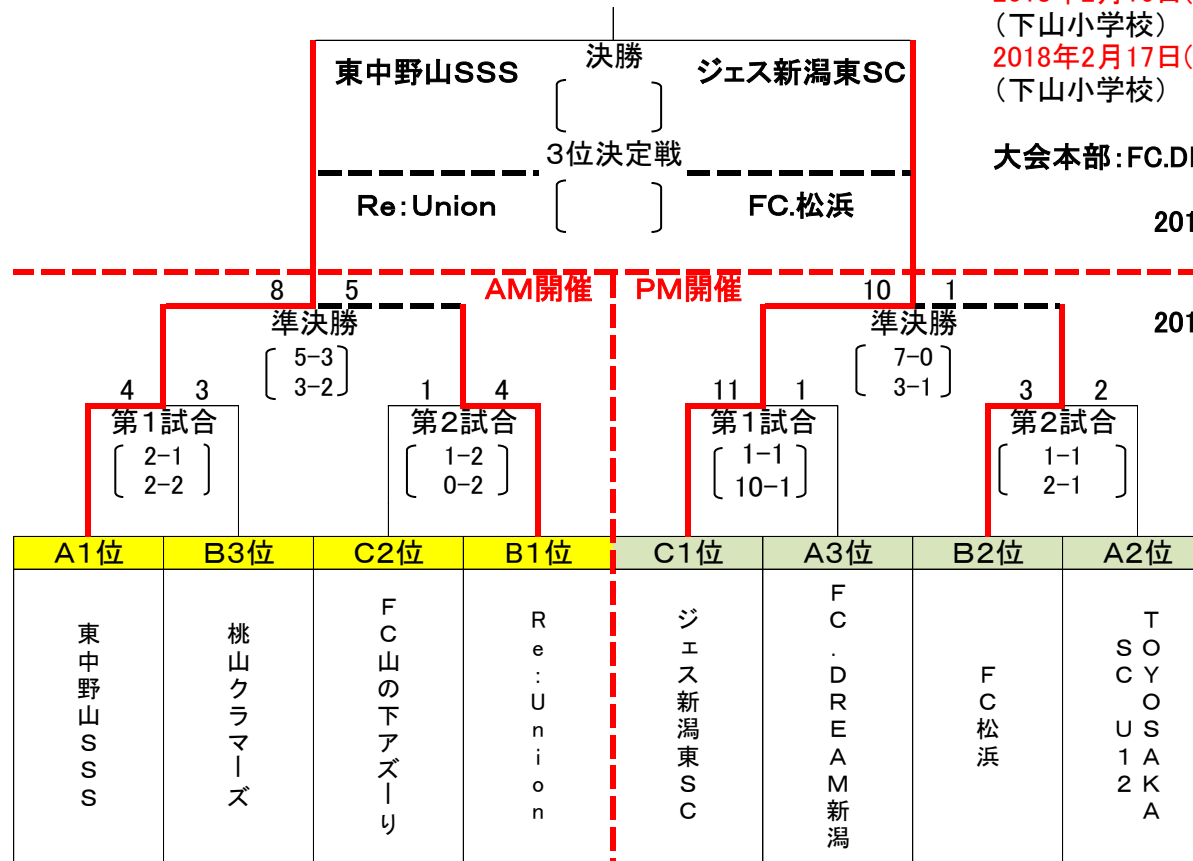 (下山小学校)
2018年2月17日(
(下山小学校)
決勝
東中野山SSS
ジェス新潟東SC
3位決定戦
大会本部:FC.D
Re:Union
FC.松浜
201
AM開催
PM開催
8 5
10 1
準決勝
準決勝
201
5-3
3-2
7-0
3-1
4 3
1 4
11 1
3 2
第1試合
第2試合
第1試合
第2試合
2-1
2-2
1-2
0-2
1-1
10-1
1-1
2-1
A1位
B3位
C2位
B1位
C1位
A3位
B2位
A2位
東中野山SSS
桃山クラマーズ
FC山の下アズーり
Re:Union
ジェス新潟東SC
FC.DREAM新潟
FC松浜
TOYOSAKA
SC U12